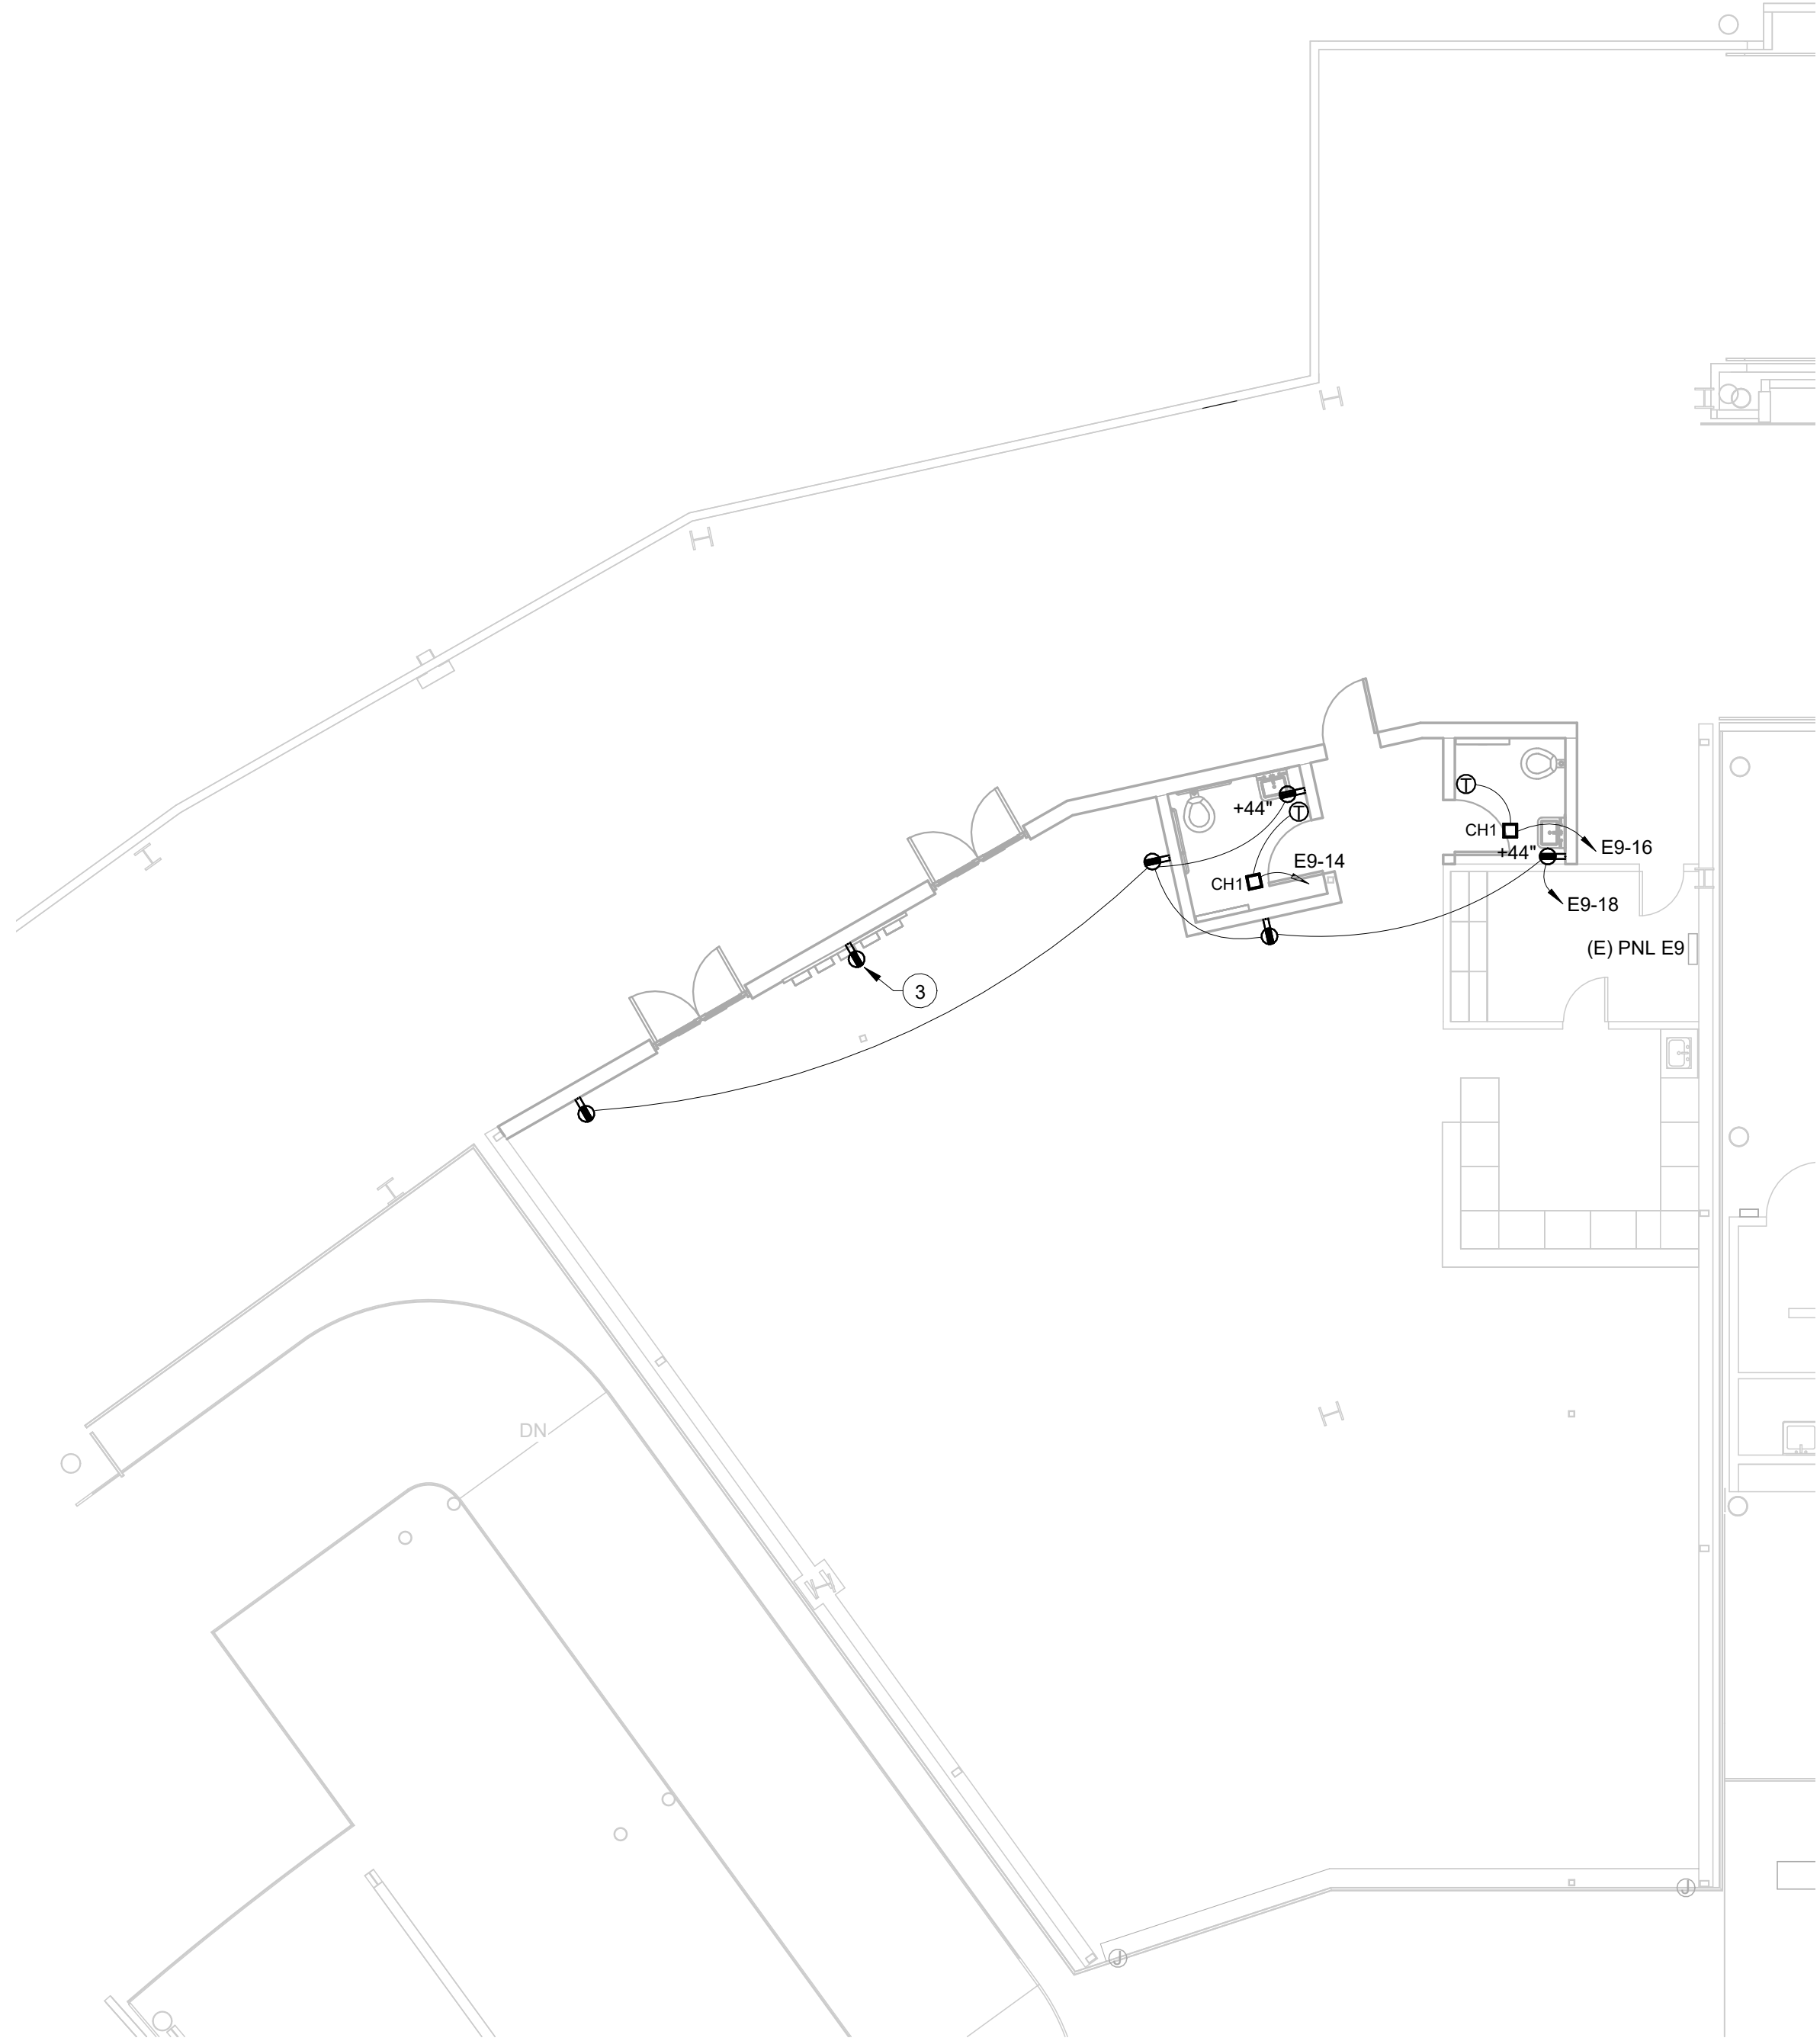 T
CH1
E9-16
+44"
+44"
T
E9-14
CH1
E9-18
(E) PNL E9
3
DN
J
J